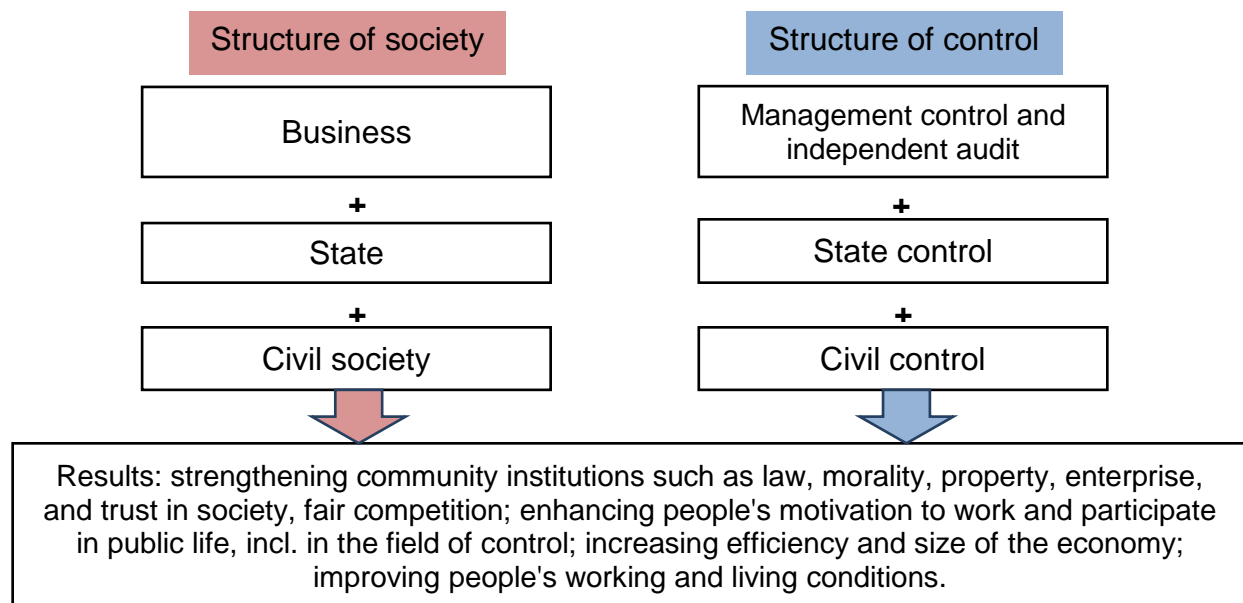 Structure of society
Structure of control
Business
Management control and
independent audit
+
+
State
State control
+
+
Civil society
Civil control
Results: strengthening community institutions such as law, morality, property, enterprise,
and trust in society, fair competition; enhancing people's motivation to work and participate
in public life, incl. in the field of control; increasing efficiency and size of the economy;
improving people's working and living conditions.